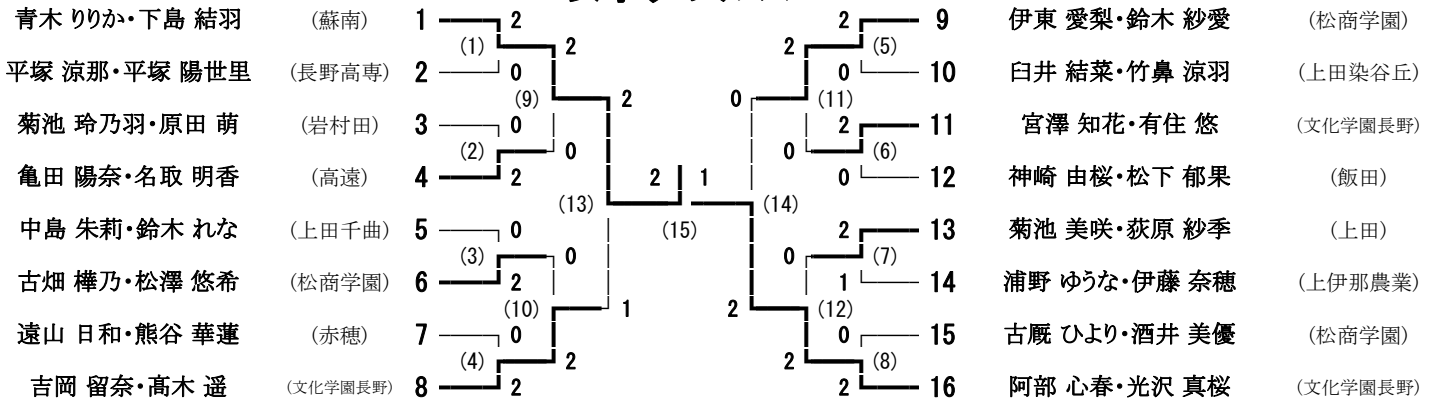 青木 りりか・下島 結羽 (蘇南) 1 2 2 9 伊東 愛梨・鈴木 紗愛 (松商学園)
(1) 2 2 (5)
平塚 涼那・平塚 陽世里 (長野高専) 2 0 0 10 臼井 結菜・竹鼻 涼羽 (上田染谷丘)
(9) 2 0 (11)
菊池 玲乃羽・原田 萌 (岩村田) 3 0 2 11 宮澤 知花・有住 悠 (文化学園長野)
(2) 0 0 (6)
亀田 陽奈・名取 明香 (高遠) 4 2 2 1 0 12 神崎 由桜・松下 郁果 (飯田)
(13) (14)
中島 朱莉・鈴木 れな (上田千曲) 5 0 (15) 2 13 菊池 美咲・荻原 紗季 (上田)
(3) 0 0 (7)
古畑 樺乃・松澤 悠希 (松商学園) 6 2 1 14 浦野 ゆうな・伊藤 奈穂 (上伊那農業)
(10) 1 2 (12)
遠山 日和・熊谷 華蓮 (赤穂) 7 0 0 15 古厩 ひより・酒井 美優 (松商学園)
(4) 2 2 (8)
吉岡 留奈・髙木 遥 (文化学園長野) 8 2 2 16 阿部 心春・光沢 真桜 (文化学園長野)